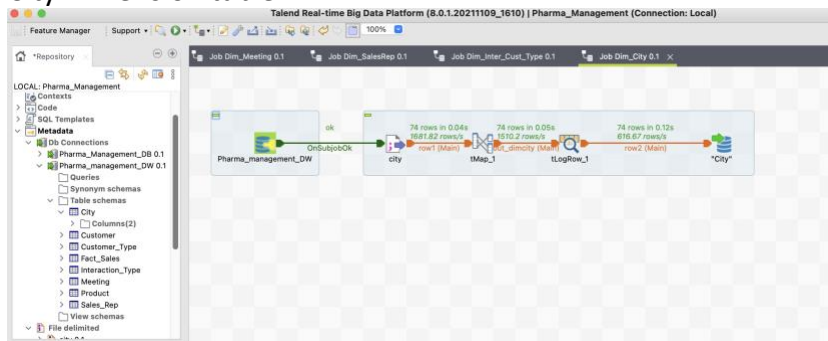 Talend Real-time Big Data Platform (8.0.1.20211109_1610) | Pharma_Management (Connection: Local)
Feature Manager Support 100%
*Repository
Job Dim_Meeting 0.1 Job Dim_SalesRep 0.1 Job Dim_Inter_Cust_Type 0.1 Job Dim_City 0.1
LOCAL: Pharma_Management
Contexts
Code
SQL Templates
Metadata
Db Connections
Pharma_Management_DB 0.1
Pharma_management_DW 0.1
Queries
Synonym schemas
Table schemas
City
Columns(2)
Customer
Customer_Type
Fact_Sales
Interaction_Type
Meeting
Product
Sales_Rep
View schemas
File delimited
ok
OnSubjobOk
Pharma_management_DW
74 rows in 0.04s
1681.82 rows/s
row1 (Main)
city
74 rows in 0.05s
1510.2 rows/s
out_dimcity (Main)
tMap_1
74 rows in 0.12s
616.67 rows/s
row2 (Main)
tLogRow_1
"City"